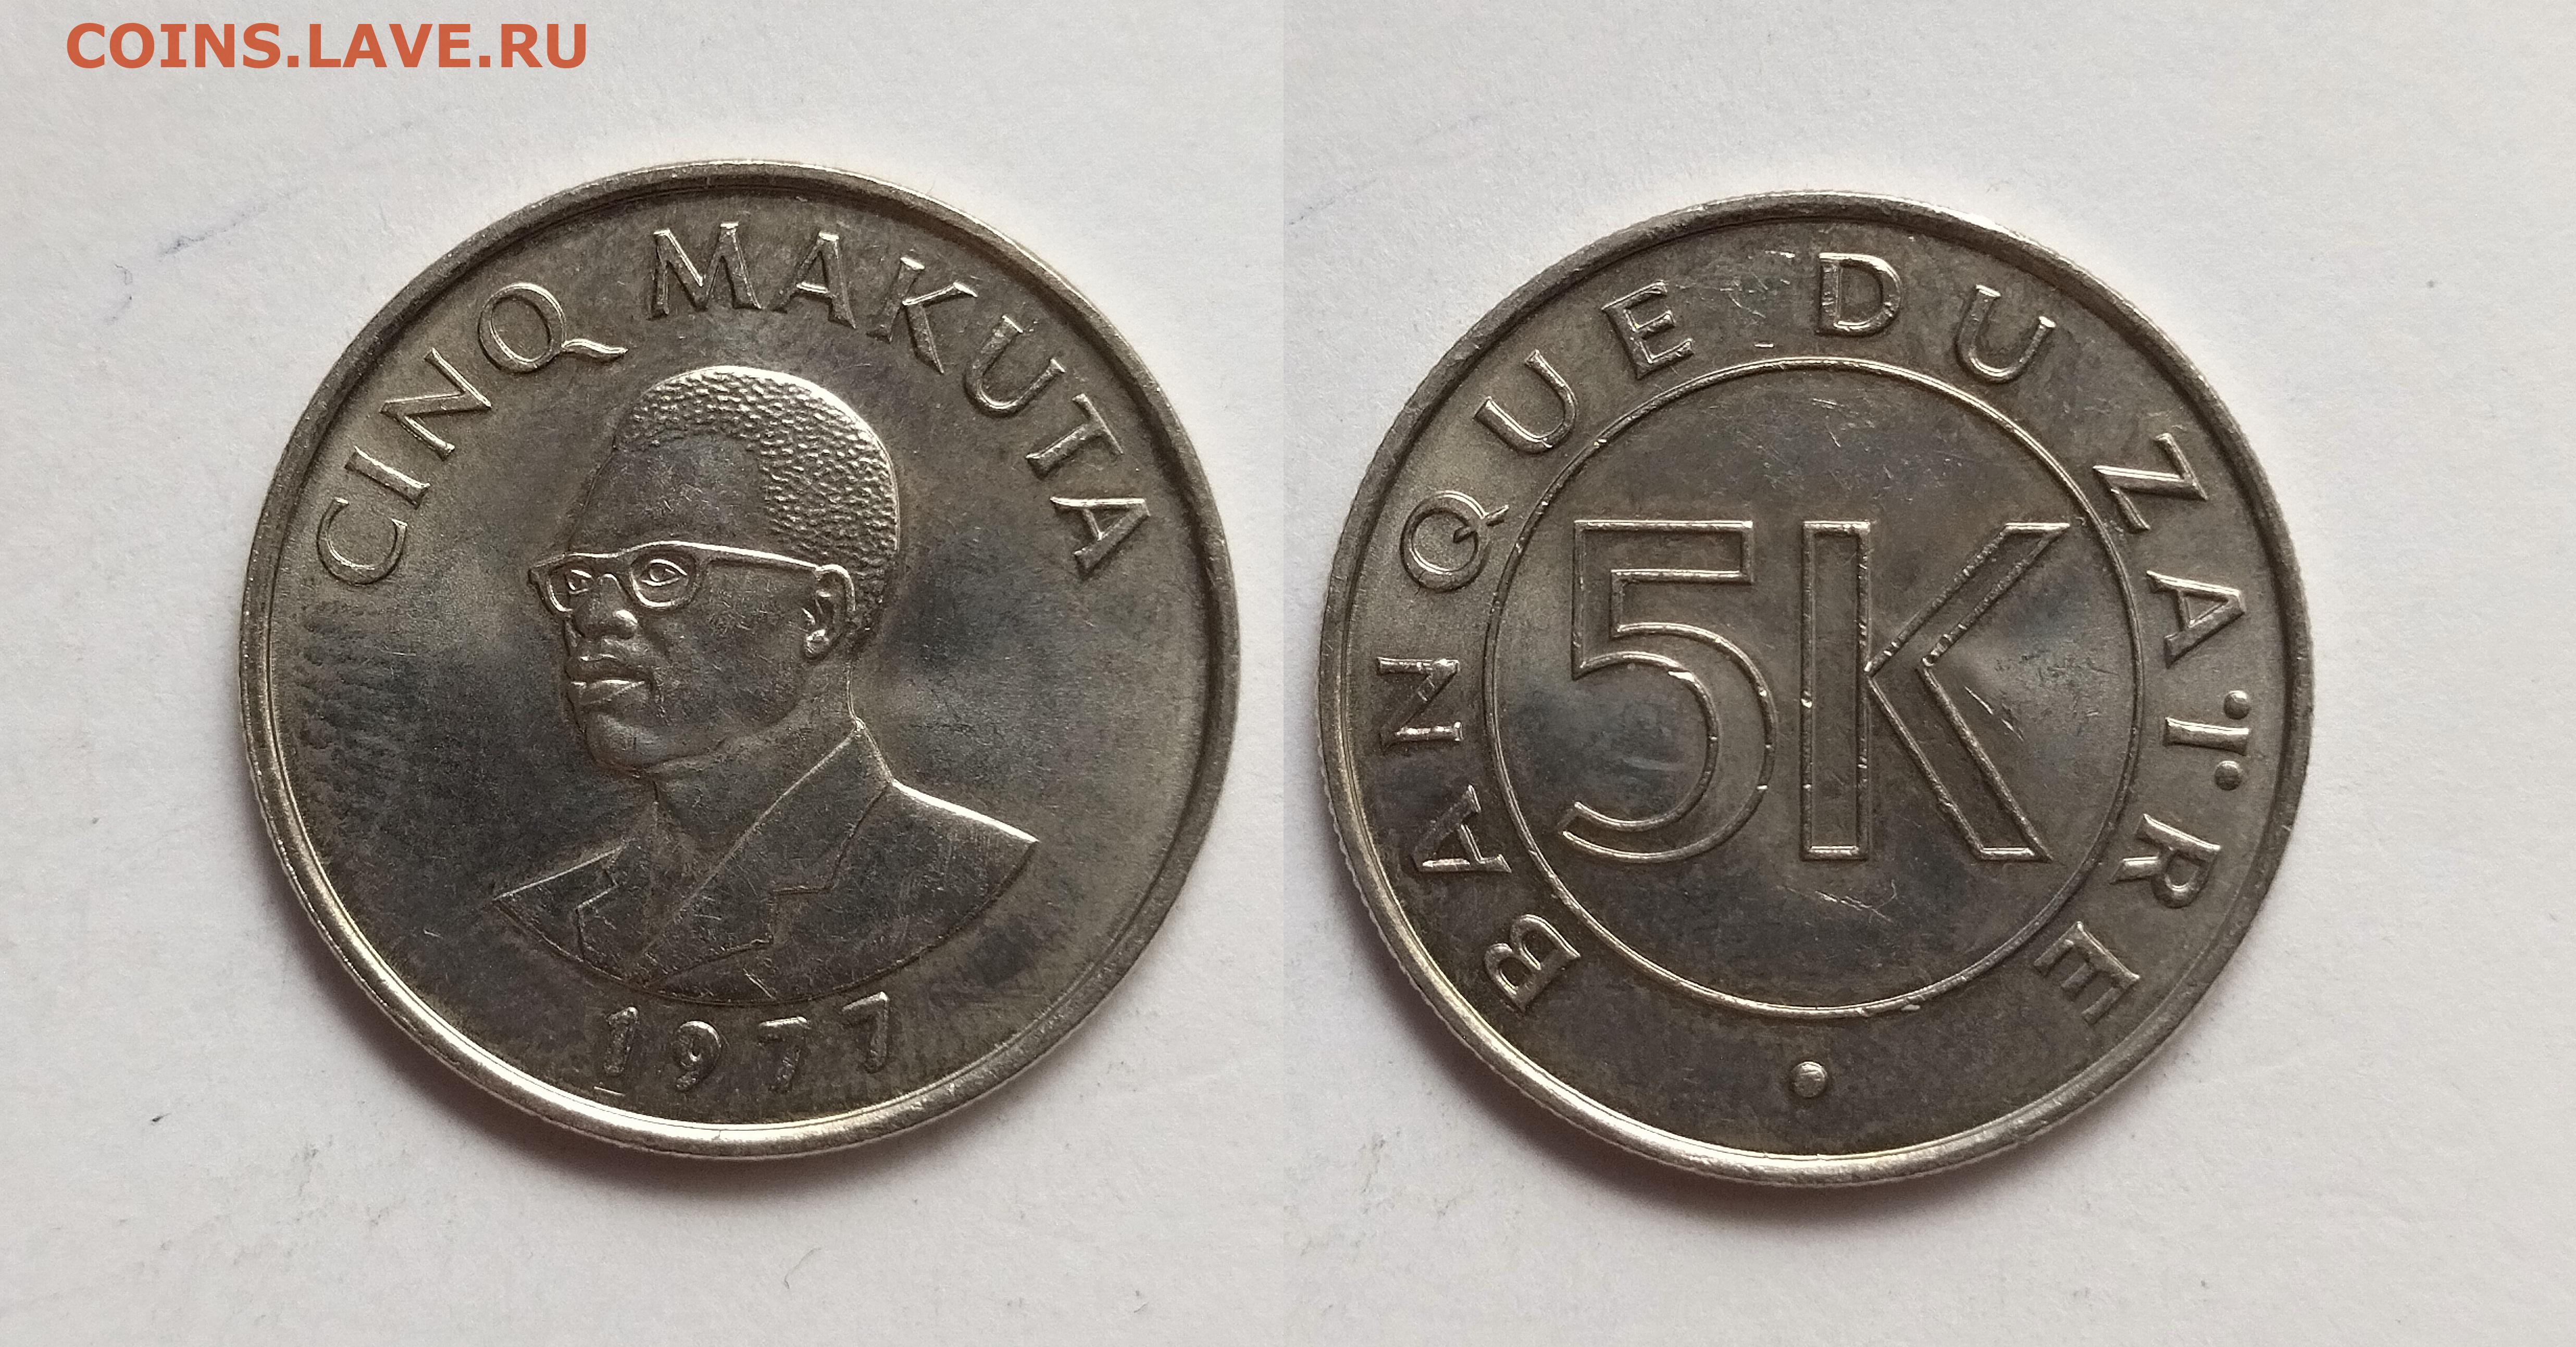 COINS.LAVE.RU
CINQ MAKUTA
1977
BANQUE DU ZAÏRE
5K